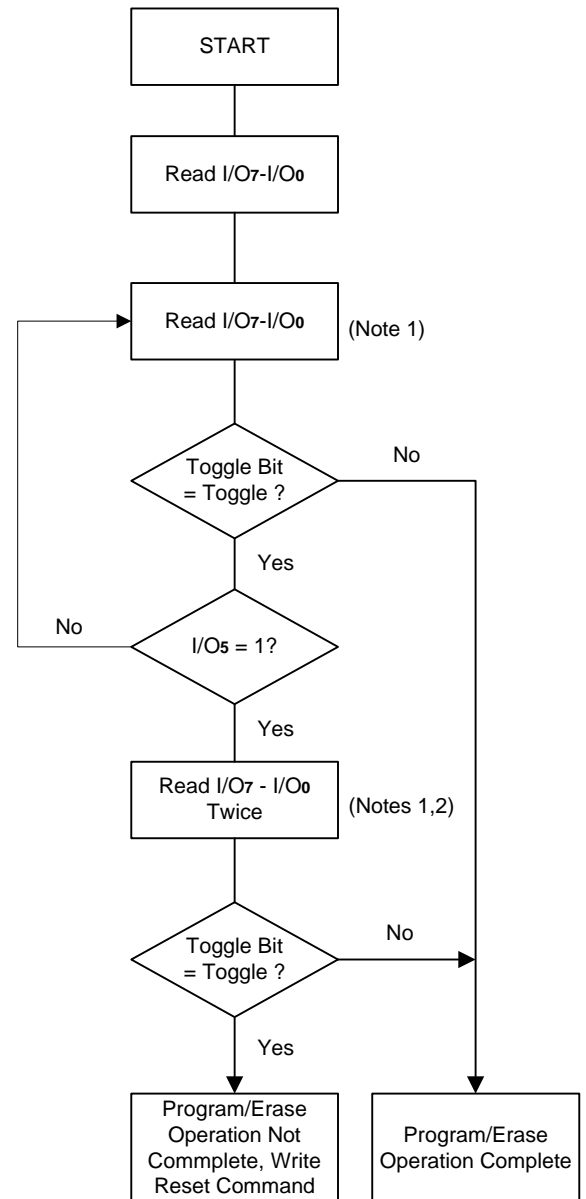 START
Read I/O7-I/O0
Read I/O7-I/O0
(Note 1)
Toggle Bit
= Toggle ?
No
Yes
No
I/O5 = 1?
Yes
Read I/O7 - I/O0
Twice
(Notes 1,2)
Toggle Bit
= Toggle ?
No
Yes
Program/Erase
Operation Not
Commplete, Write
Reset Command
Program/Erase
Operation Complete